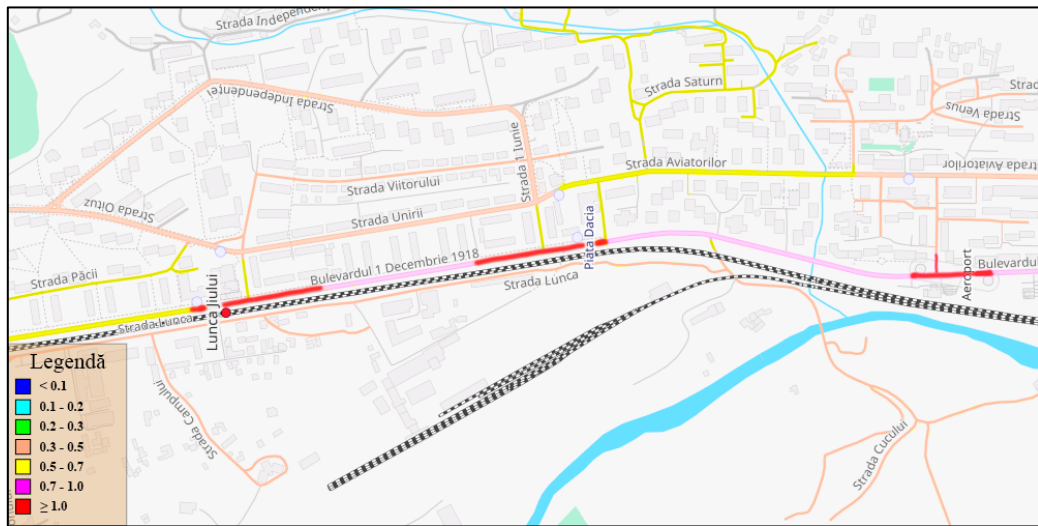 Strada Independenței
Strada Saturn
Strada Venus
Strada Independenței
Strada 1 Iunie
Strada Aviatorilor
Strada Aviatorilor
Strada Viitorului
Strada Oituz
Strada Unirii
Piața Dacia
Bulevardul 1 Decembrie 1918
Strada Păcii
Strada Lunca
Aeroport
Bulevardul
Lunca Jiului
Strada Lunca
Legendă
< 0.1
0.1 - 0.2
0.2 - 0.3
0.3 - 0.5
0.5 - 0.7
0.7 - 1.0
≥ 1.0
Strada Campului
Strada Cucului